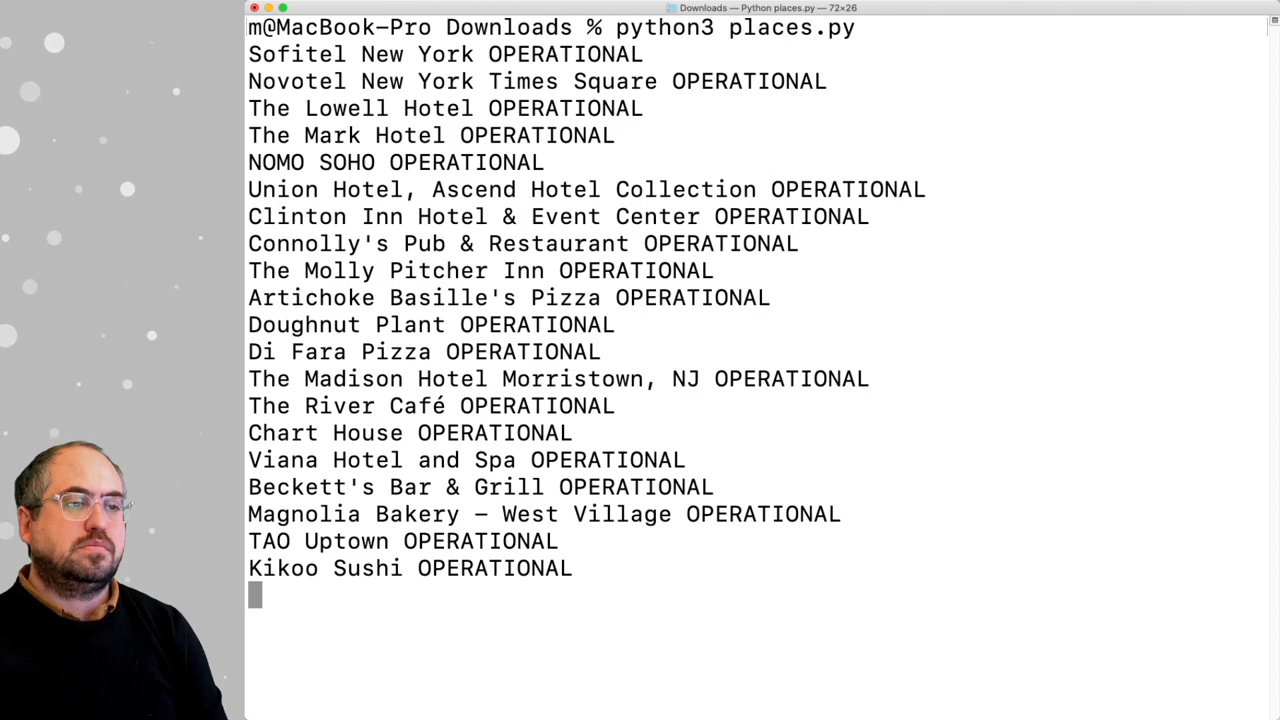 Downloads — Python places.py — 72×26
m@MacBook-Pro Downloads % python3 places.py
Sofitel New York OPERATIONAL
Novotel New York Times Square OPERATIONAL
The Lowell Hotel OPERATIONAL
The Mark Hotel OPERATIONAL
NOMO SOHO OPERATIONAL
Union Hotel, Ascend Hotel Collection OPERATIONAL
Clinton Inn Hotel & Event Center OPERATIONAL
Connolly's Pub & Restaurant OPERATIONAL
The Molly Pitcher Inn OPERATIONAL
Artichoke Basille's Pizza OPERATIONAL
Doughnut Plant OPERATIONAL
Di Fara Pizza OPERATIONAL
The Madison Hotel Morristown, NJ OPERATIONAL
The River Café OPERATIONAL
Chart House OPERATIONAL
Viana Hotel and Spa OPERATIONAL
Beckett's Bar & Grill OPERATIONAL
Magnolia Bakery - West Village OPERATIONAL
TAO Uptown OPERATIONAL
Kikoo Sushi OPERATIONAL